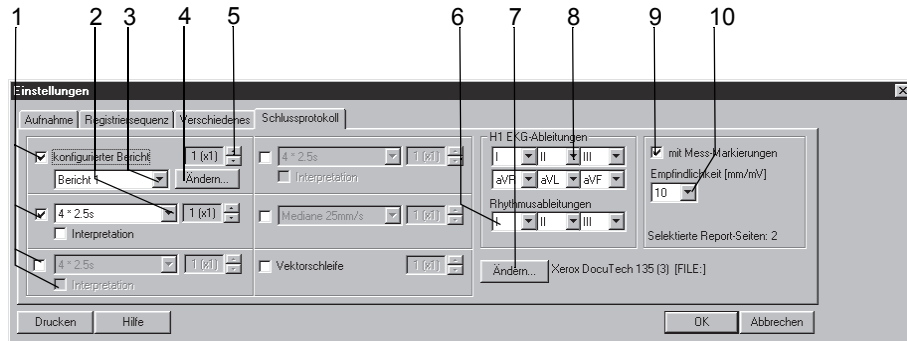 1 2 3 4 5 6 7 8 9 10
Einstellungen
Aufnahme Registriersequenz Verschiedenes Schlussprotokoll
konfigurierter Bericht 1 (x1)
Bericht 1 Ändern...
4 * 2.5s 1 (x1)
Interpretation
4 * 2.5s 1 (x1)
Interpretation
4 * 2.5s 1 (x1)
Interpretation
Mediane 25mm/s 1 (x1)
Vektorschleife 1 (x1)
H1 EKG-Ableitungen
I II III
aVR aVL aVF
Rhythmusableitungen
II III
Ändern... Xerox DocuTech 135 (3) [FILE:]
mit Mess-Markierungen
Empfindlichkeit [mm/mV]
10
Selektierte Report-Seiten: 2
Drucken Hilfe OK Abbrechen